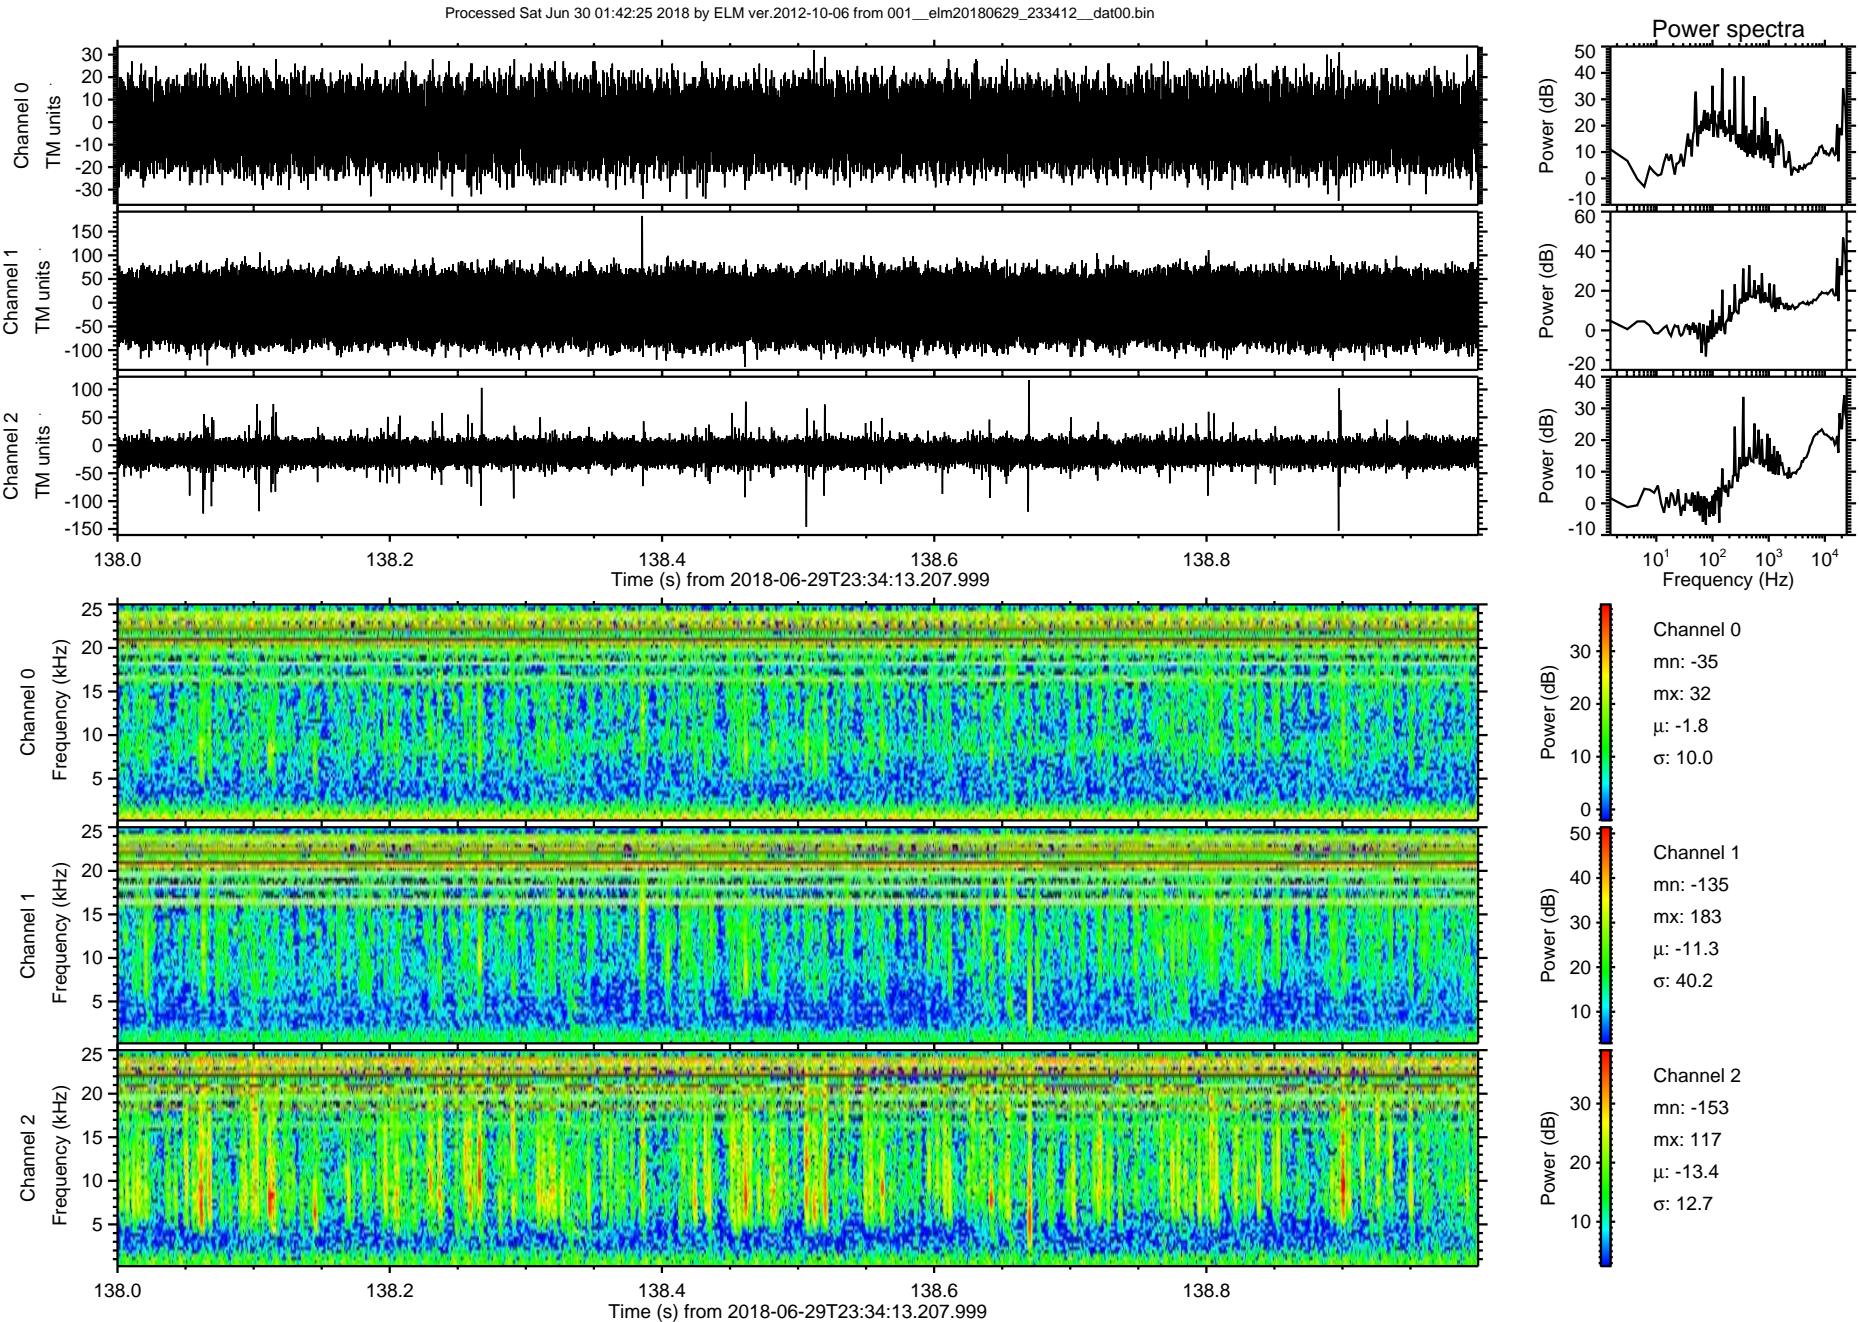 Processed Sat Jun 30 01:42:25 2018 by ELM ver.2012-10-06 from 001__elm20180629_233412__dat00.bin
Power spectra
Channel 0
TM units
30
20
10
0
-10
-20
-30
Power (dB)
50
40
30
20
10
0
-10
Channel 1
TM units
150
100
50
0
-50
-100
Power (dB)
60
40
20
0
-20
Channel 2
TM units
100
50
0
-50
-100
-150
Power (dB)
40
30
20
10
0
-10
138.0 138.2 138.4 138.6 138.8
Time (s) from 2018-06-29T23:34:13.207.999
10^1 10^2 10^3 10^4
Frequency (Hz)
Channel 0
Frequency (kHz)
25
20
15
10
5
Power (dB)
30
20
10
0
Channel 0
mn: -35
mx: 32
μ: -1.8
σ: 10.0
Channel 1
Frequency (kHz)
25
20
15
10
5
Power (dB)
50
40
30
20
10
Channel 1
mn: -135
mx: 183
μ: -11.3
σ: 40.2
Channel 2
Frequency (kHz)
25
20
15
10
5
Power (dB)
30
20
10
Channel 2
mn: -153
mx: 117
μ: -13.4
σ: 12.7
138.0 138.2 138.4 138.6 138.8
Time (s) from 2018-06-29T23:34:13.207.999